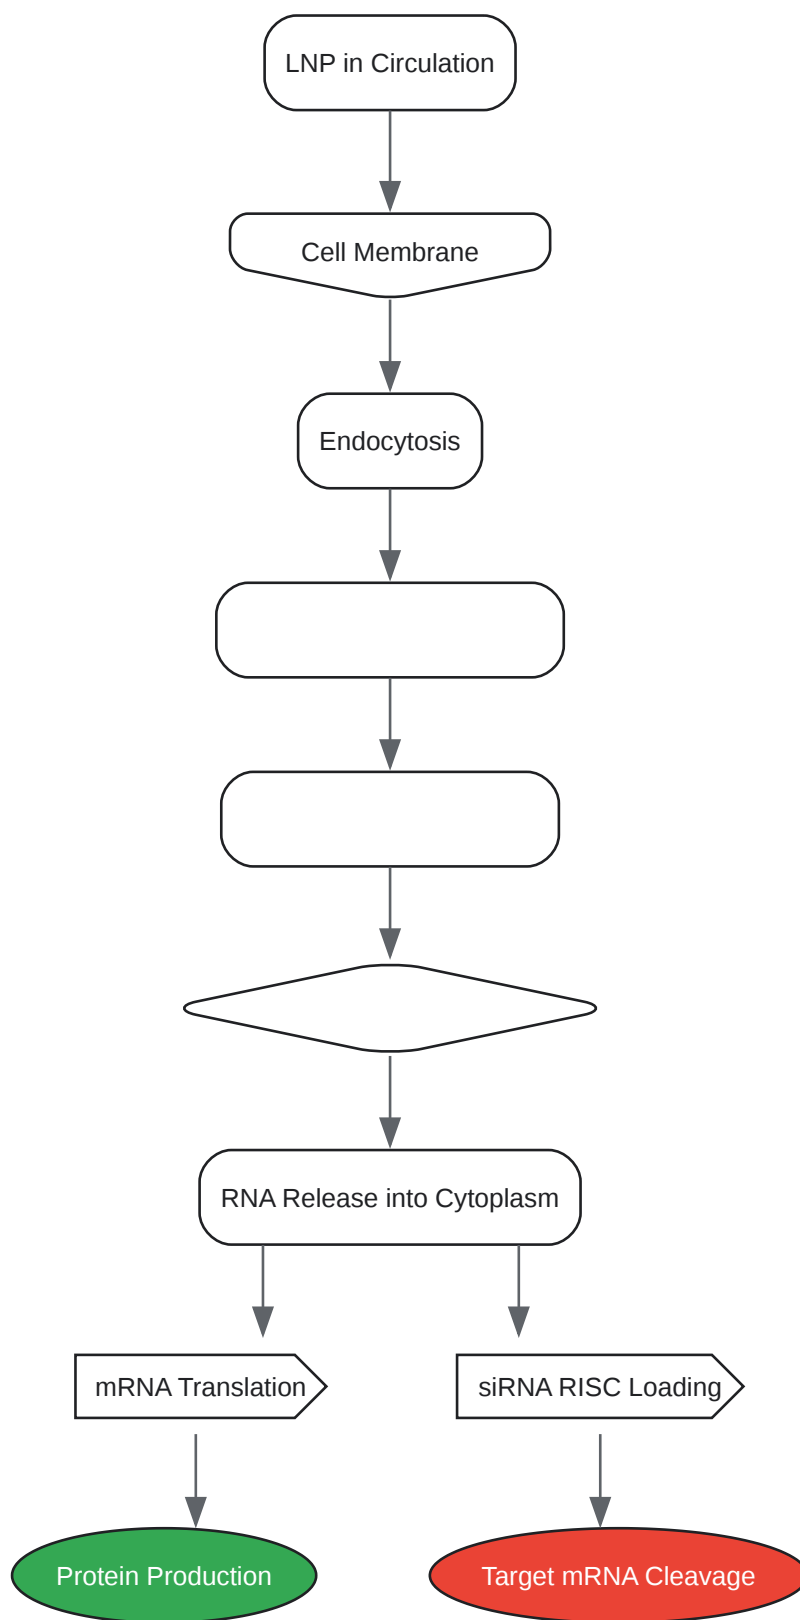 LNP in Circulation
Cell Membrane
Endocytosis
RNA Release into Cytoplasm
mRNA Translation
siRNA RISC Loading
Protein Production
Target mRNA Cleavage